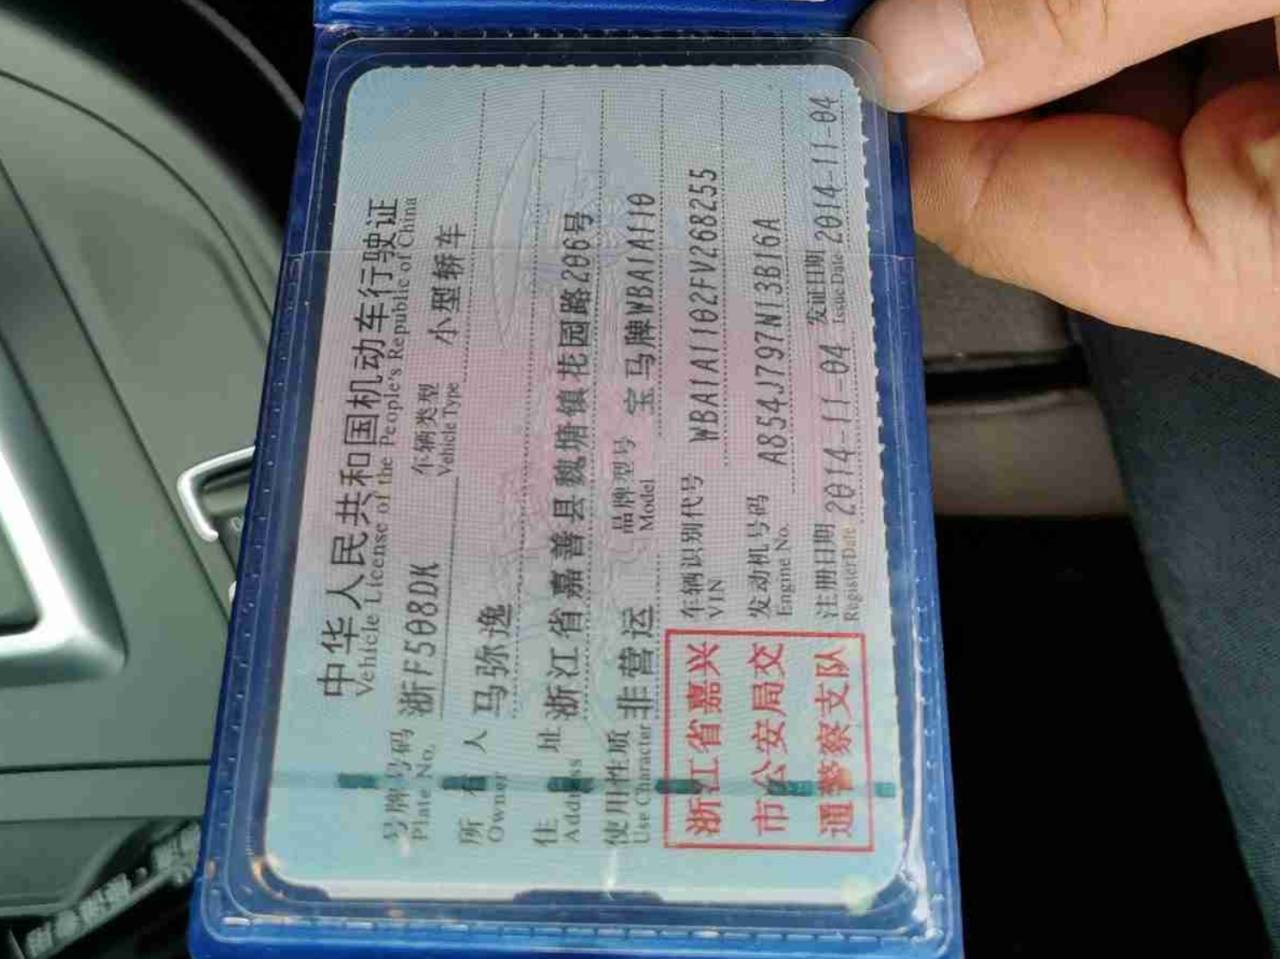 中华人民共和国机动车行驶证
Vehicle License of the People's Republic of China
号牌号码 浙F508DK 车辆类型 小型轿车
Plate No. Vehicle Type
所有人 马弥逸
Owner
住址 浙江省嘉善县魏塘镇花园路206号
Address
使用性质 非营运 品牌型号 宝马牌WBA1A110
Use Character Model
浙江省嘉兴
市公安局交
通警察支队
车辆识别代号 WBA1A1102FV268255
VIN
发动机号码 A854J797N13B16A
Engine No.
注册日期 2014-11-04 发证日期 2014-11-04
Register Date Issue Date